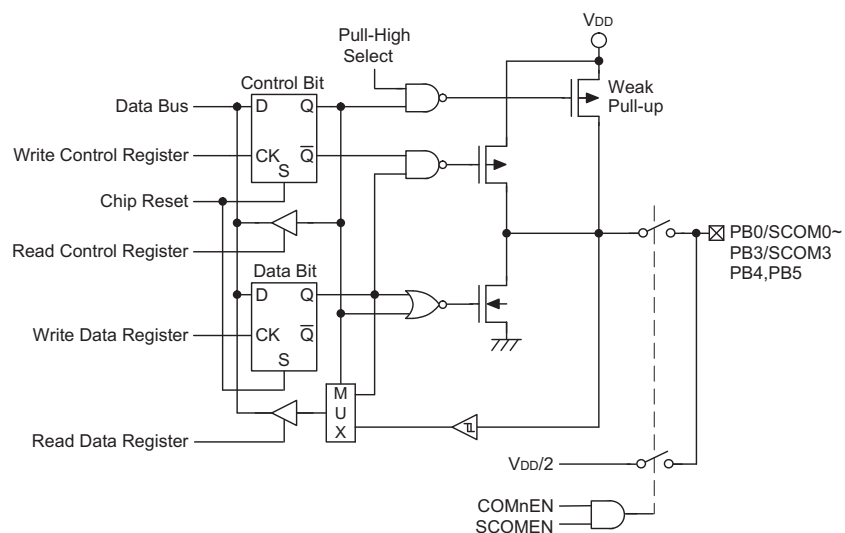 VDD
Pull-High
Select
Control Bit
Weak
Pull-up
Data Bus
D
Q
Write Control Register
CK
Q̅
S
Chip Reset
Read Control Register
PB0/SCOM0~
PB3/SCOM3
PB4,PB5
Data Bit
D
Q
Write Data Register
CK
Q̅
S
M
U
X
Read Data Register
VDD/2
COMnEN
SCOMEN